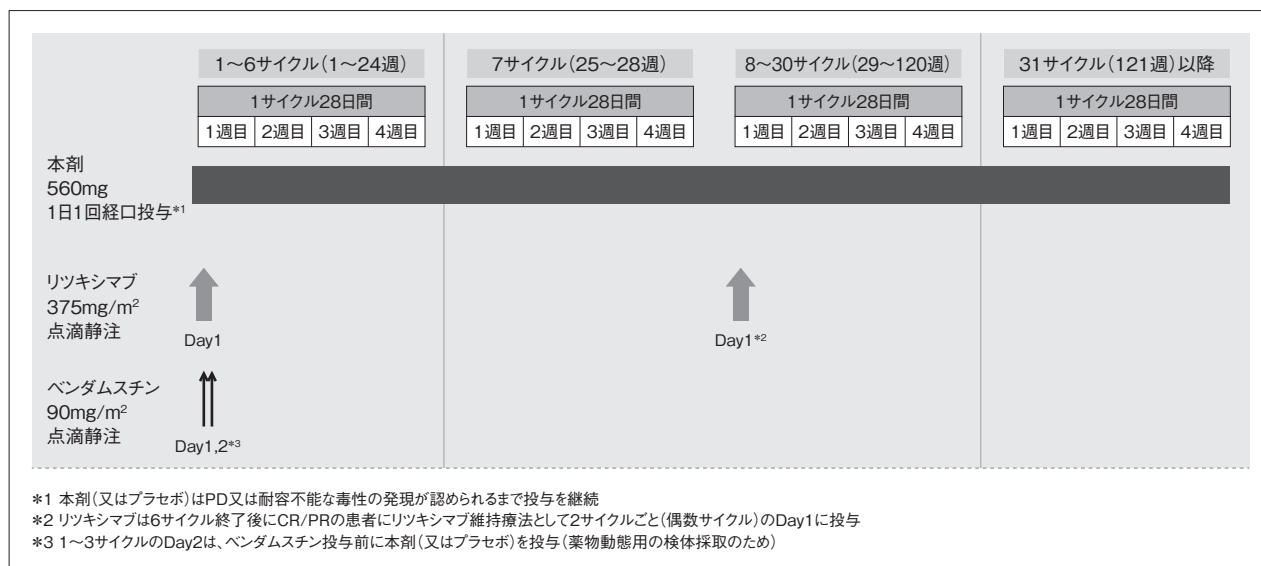 1～6サイクル(1～24週) 7サイクル(25～28週) 8～30サイクル(29～120週) 31サイクル(121週)以降
1サイクル28日間 1サイクル28日間 1サイクル28日間 1サイクル28日間
1週目 2週目 3週目 4週目 1週目 2週目 3週目 4週目 1週目 2週目 3週目 4週目 1週目 2週目 3週目 4週目
本剤
560mg
1日1回経口投与*1
リツキシマブ
375mg/m2
点滴静注
Day1 Day1*2
ベンダムスチン
90mg/m2
点滴静注
Day1,2*3
*1 本剤(又はプラセボ)はPD又は耐容不能な毒性の発現が認められるまで投与を継続
*2 リツキシマブは6サイクル終了後にCR/PRの患者にリツキシマブ維持療法として2サイクルごと(偶数サイクル)のDay1に投与
*3 1～3サイクルのDay2は、ベンダムスチン投与前に本剤(又はプラセボ)を投与(薬物動態用の検体採取のため)